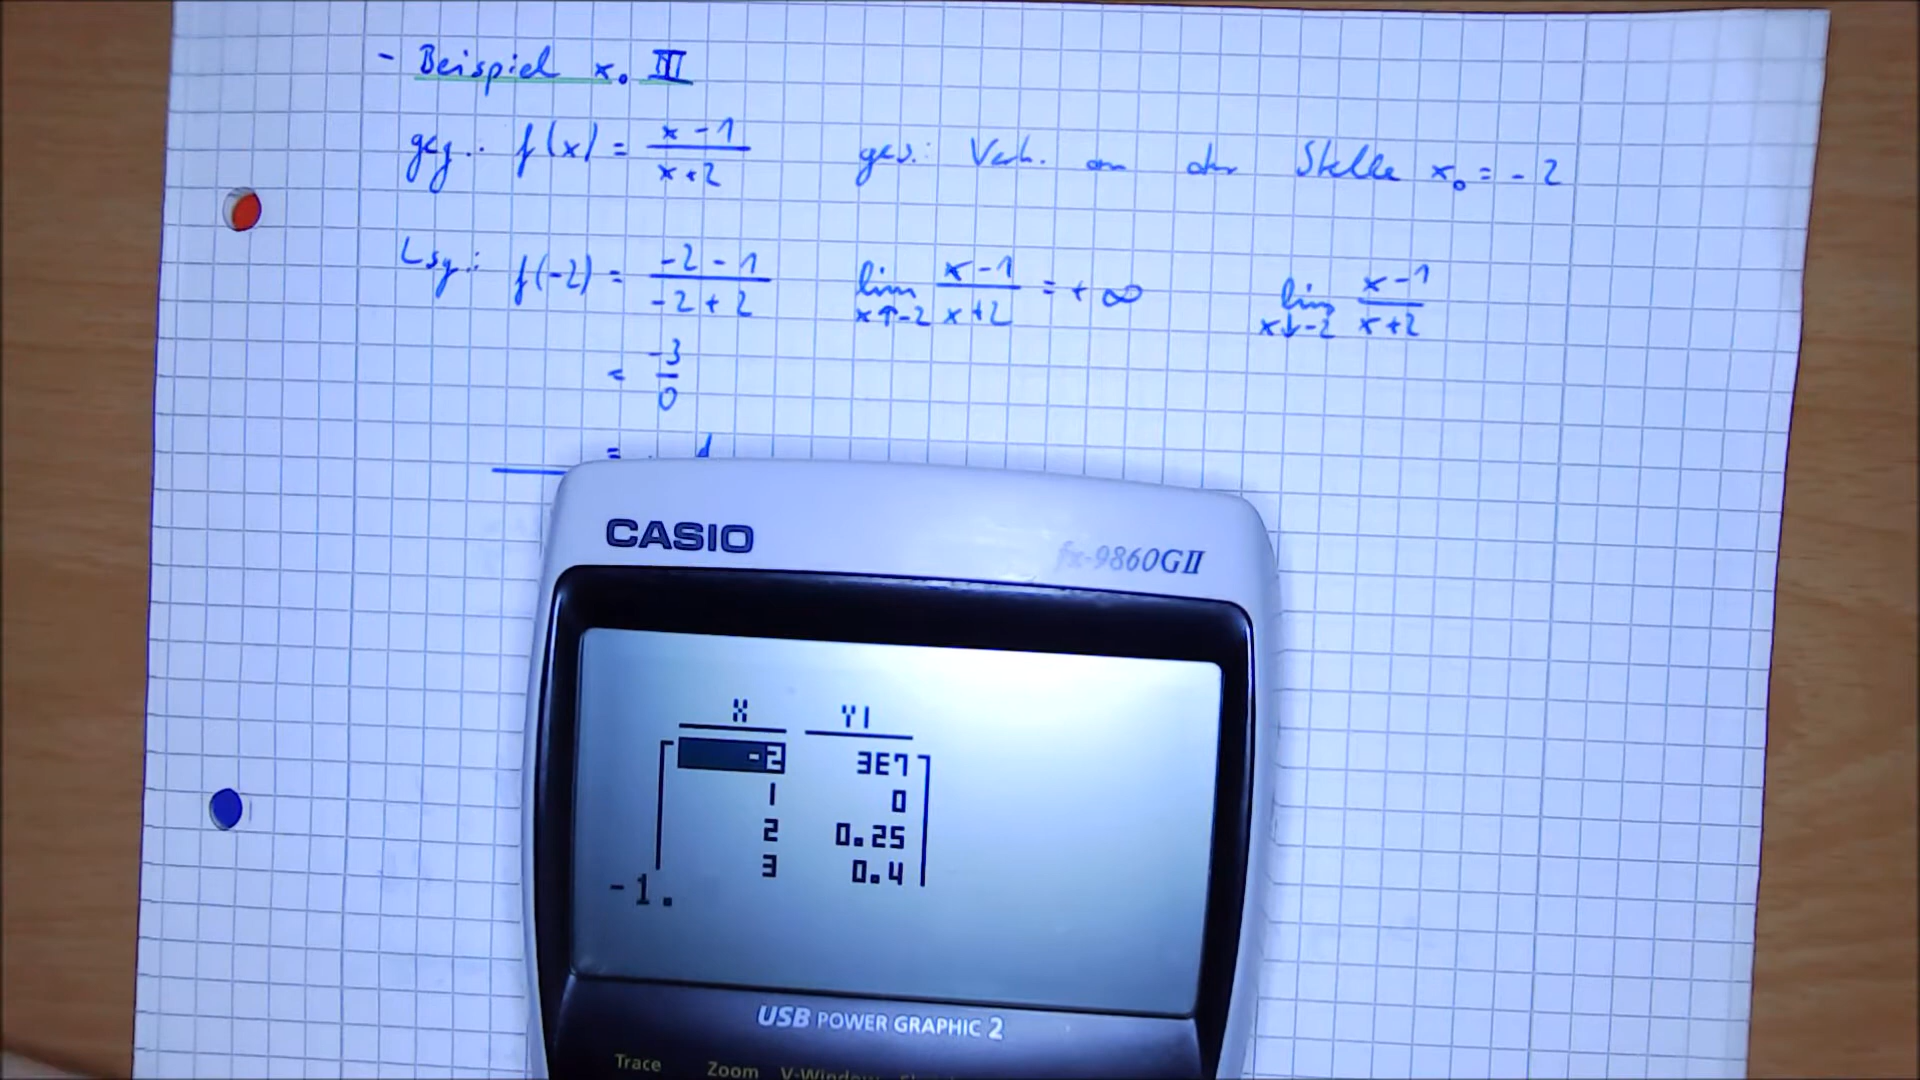 - Beispiel x₀ III
geg.: f(x) = (x-1)/(x+2) ges.: Verh. an der Stelle x₀ = -2
Lsg.: f(-2) = (-2-1)/(-2+2) lim x↑-2 (x-1)/(x+2) = +∞ lim x↓-2 (x-1)/(x+2)
= -3/0
=
CASIO fx-9860GII
X Y1
-2 3E7
1 0
2 0.25
3 0.4
-1.
USB POWER GRAPHIC 2
Trace Zoom V-Window